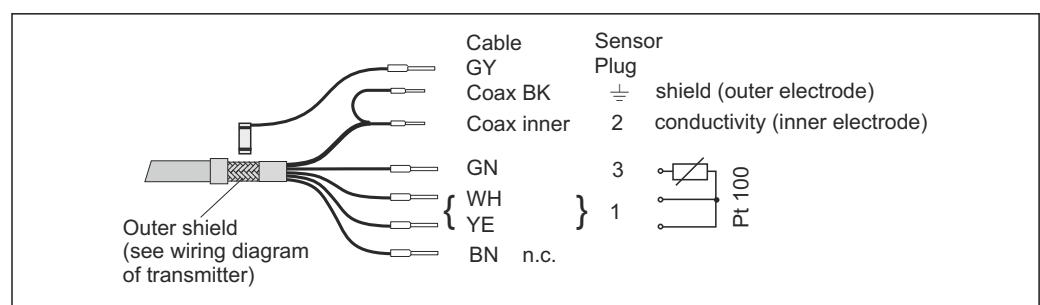 Cable Sensor
GY Plug
Coax BK ⏚ shield (outer electrode)
Coax inner 2 conductivity (inner electrode)
GN 3
WH
{ } 1
YE
BN n.c.
Pt 100
Outer shield
(see wiring diagram
of transmitter)